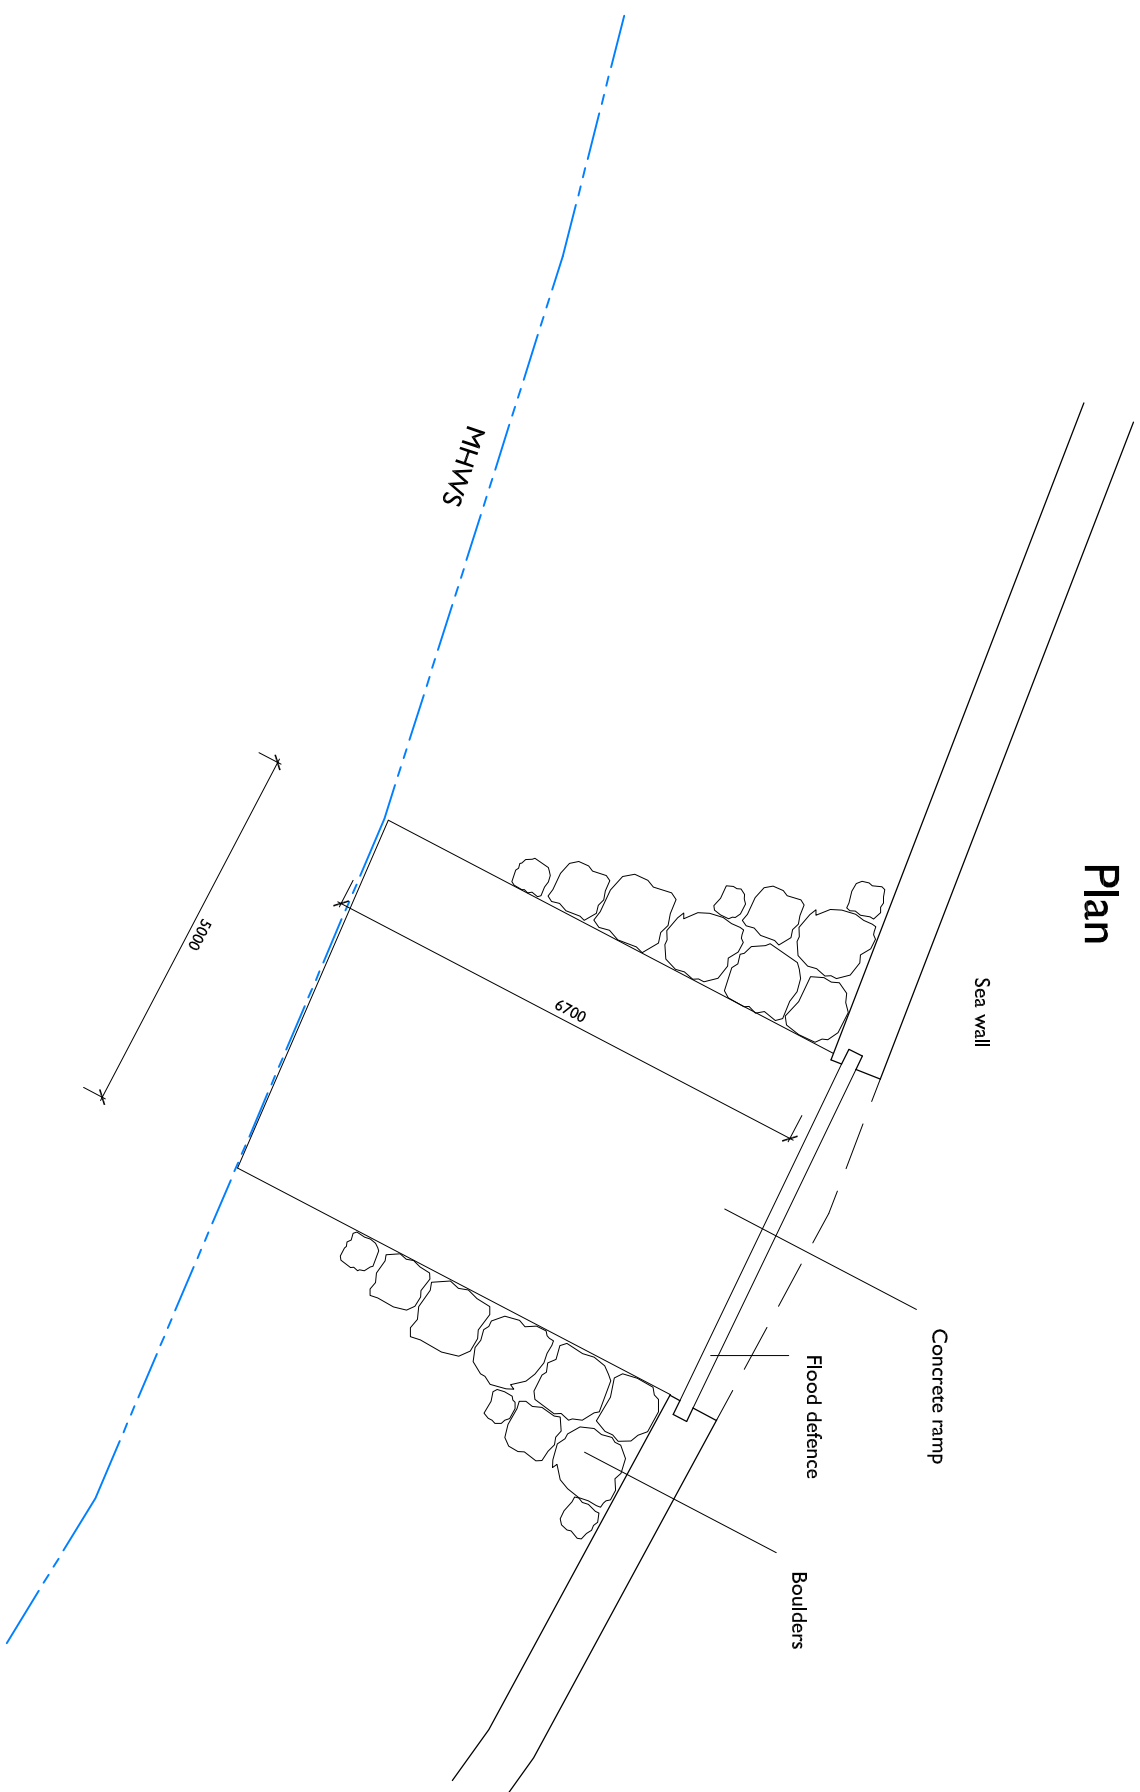 Plan
Sea wall
Concrete ramp
Flood defence
Boulders
6700
MHWS
5000